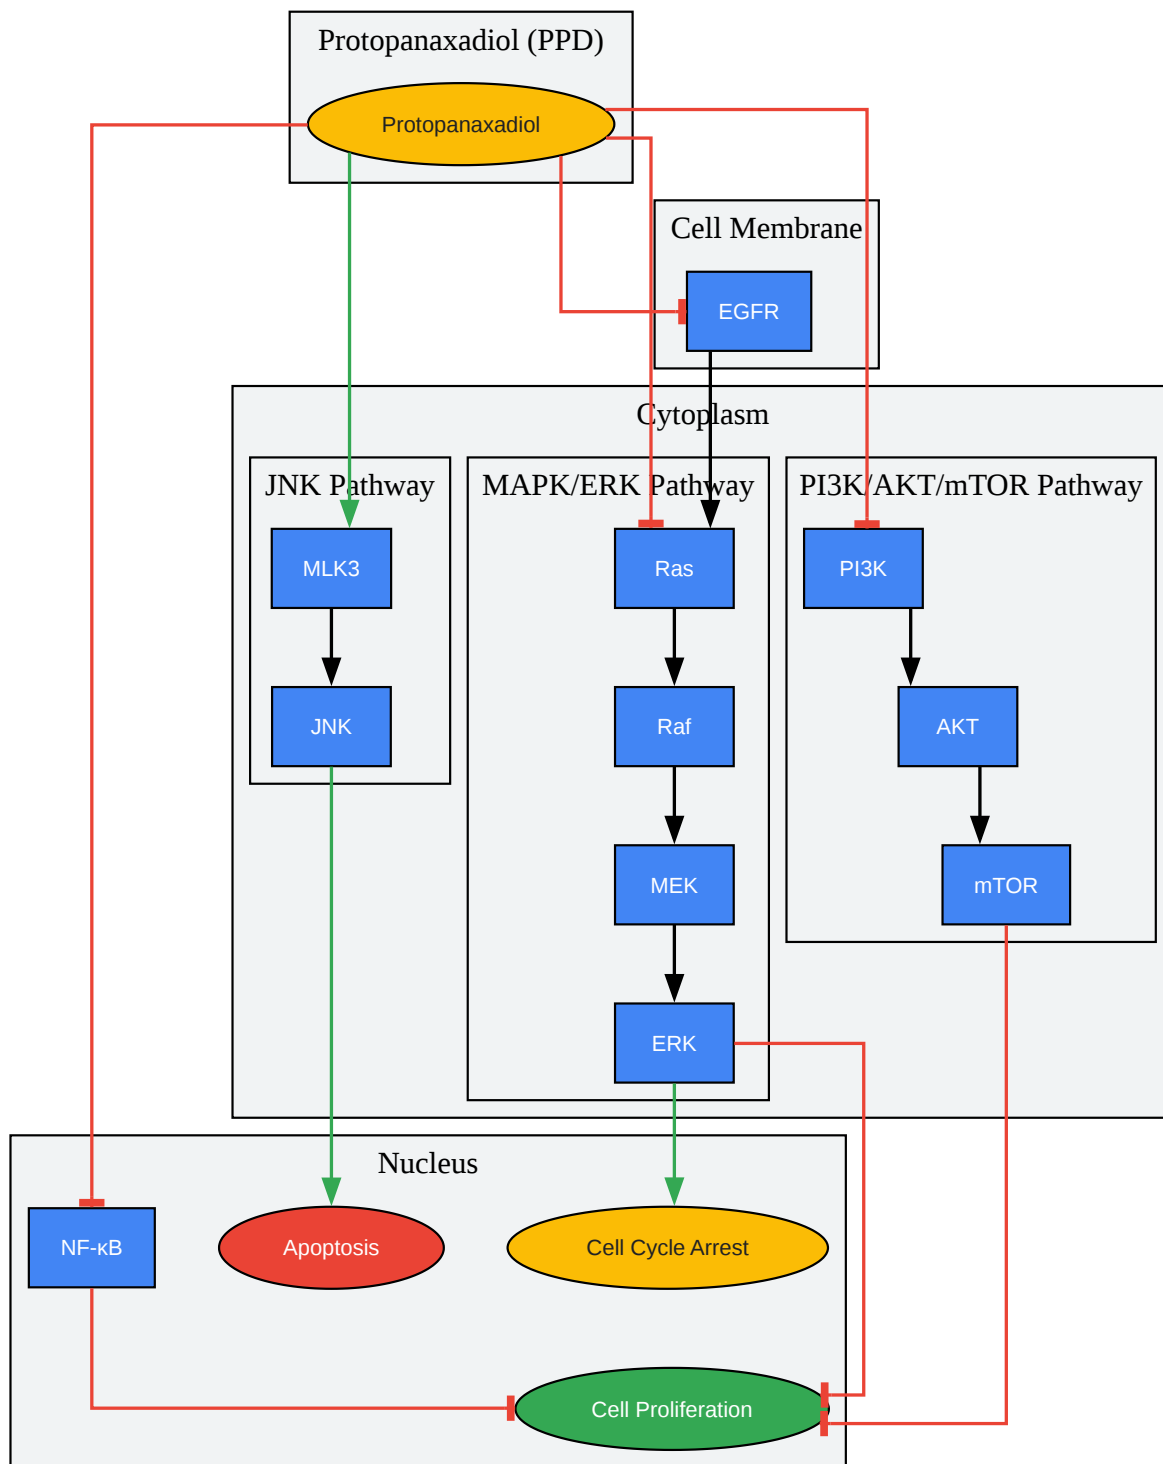 Protopanaxadiol (PPD)
Protopanaxadiol
Cell Membrane
EGFR
Cytoplasm
JNK Pathway
MAPK/ERK Pathway
PI3K/AKT/mTOR Pathway
MLK3
Ras
PI3K
JNK
Raf
AKT
MEK
mTOR
ERK
Nucleus
NF-κB
Apoptosis
Cell Cycle Arrest
Cell Proliferation